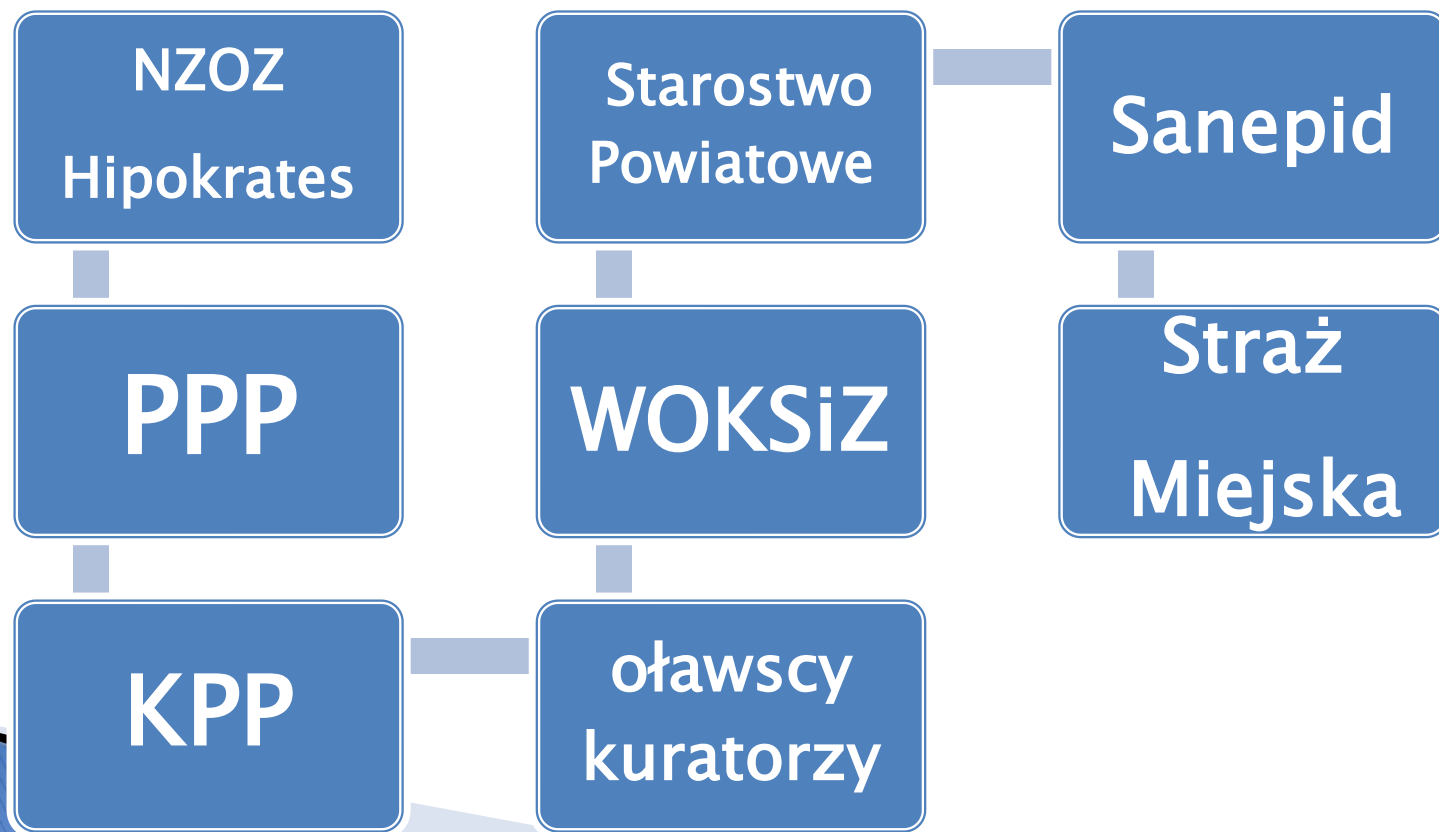 NZOZ
Hipokrates
PPP
KPP
oławscy
kuratorzy
WOKSiZ
Starostwo
Powiatowe
Sanepid
Straż
Miejska